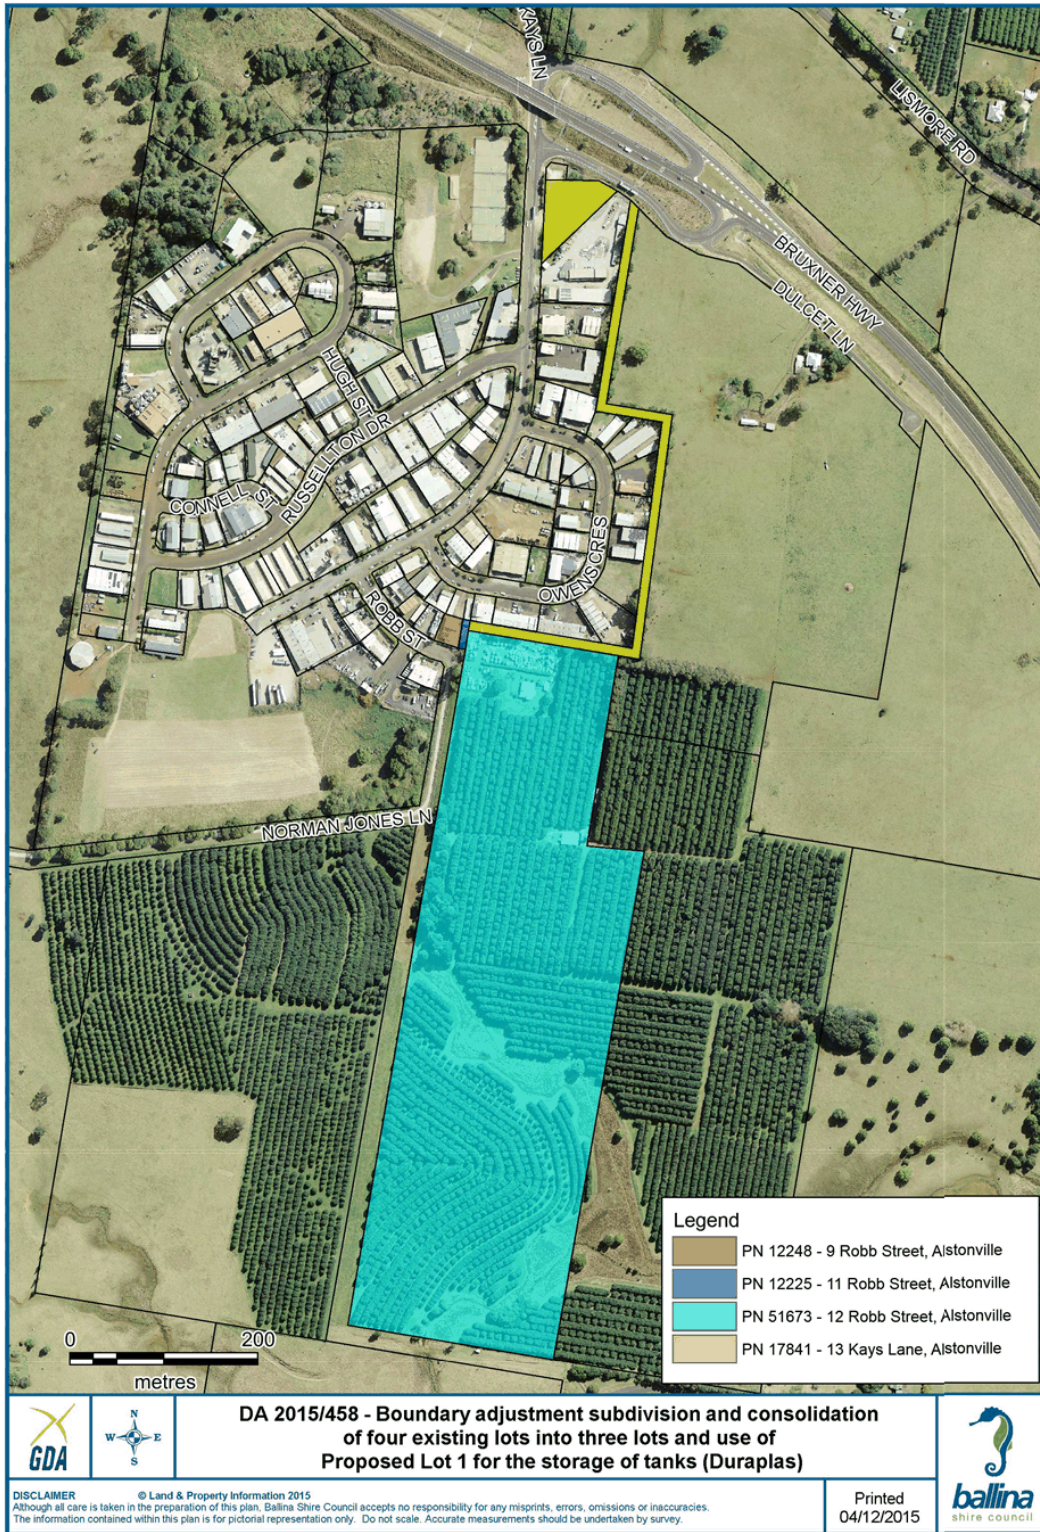 KAYS LN
LISMORE RD
BRUXNER HWY
DULCET LN
HUGH ST
RUSSELLTON DR
CONNELL ST
OWENS CRES
ROBB ST
NORMAN JONES LN
Legend
PN 12248 - 9 Robb Street, Alstonville
PN 12225 - 11 Robb Street, Alstonville
PN 51673 - 12 Robb Street, Alstonville
PN 17841 - 13 Kays Lane, Alstonville
0 200
metres
GDA
N
W E
S
DA 2015/458 - Boundary adjustment subdivision and consolidation
of four existing lots into three lots and use of
Proposed Lot 1 for the storage of tanks (Duraplas)
ballina
shire council
DISCLAIMER © Land & Property Information 2015
Although all care is taken in the preparation of this plan, Ballina Shire Council accepts no responsibility for any misprints, errors, omissions or inaccuracies.
The information contained within this plan is for pictorial representation only. Do not scale. Accurate measurements should be undertaken by survey.
Printed
04/12/2015